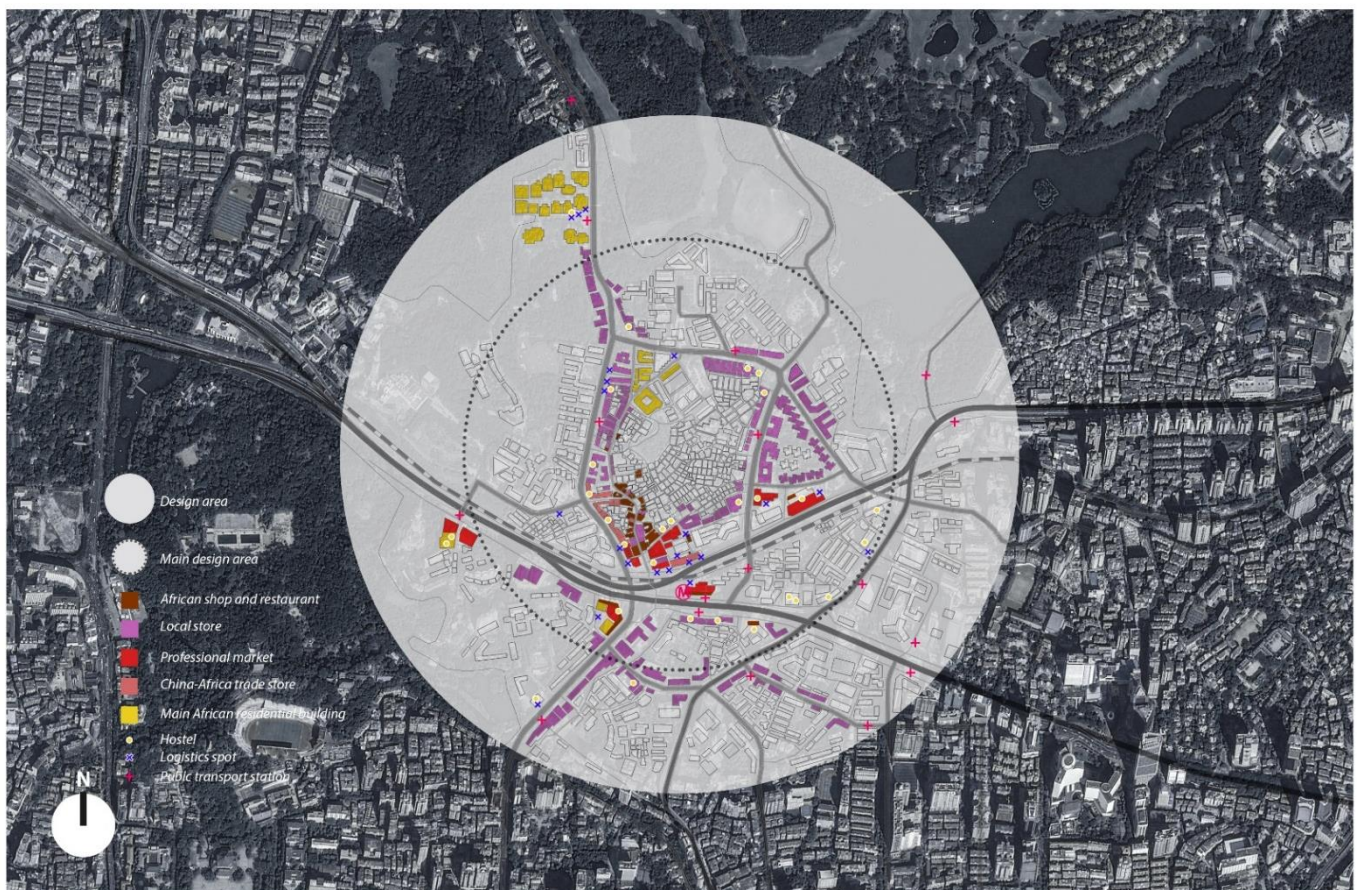 Design area
Main design area
African shop and restaurant
Local store
Professional market
China-Africa trade store
Main African residential building
Hostel
Logistics spot
Pubic transport station
N
M